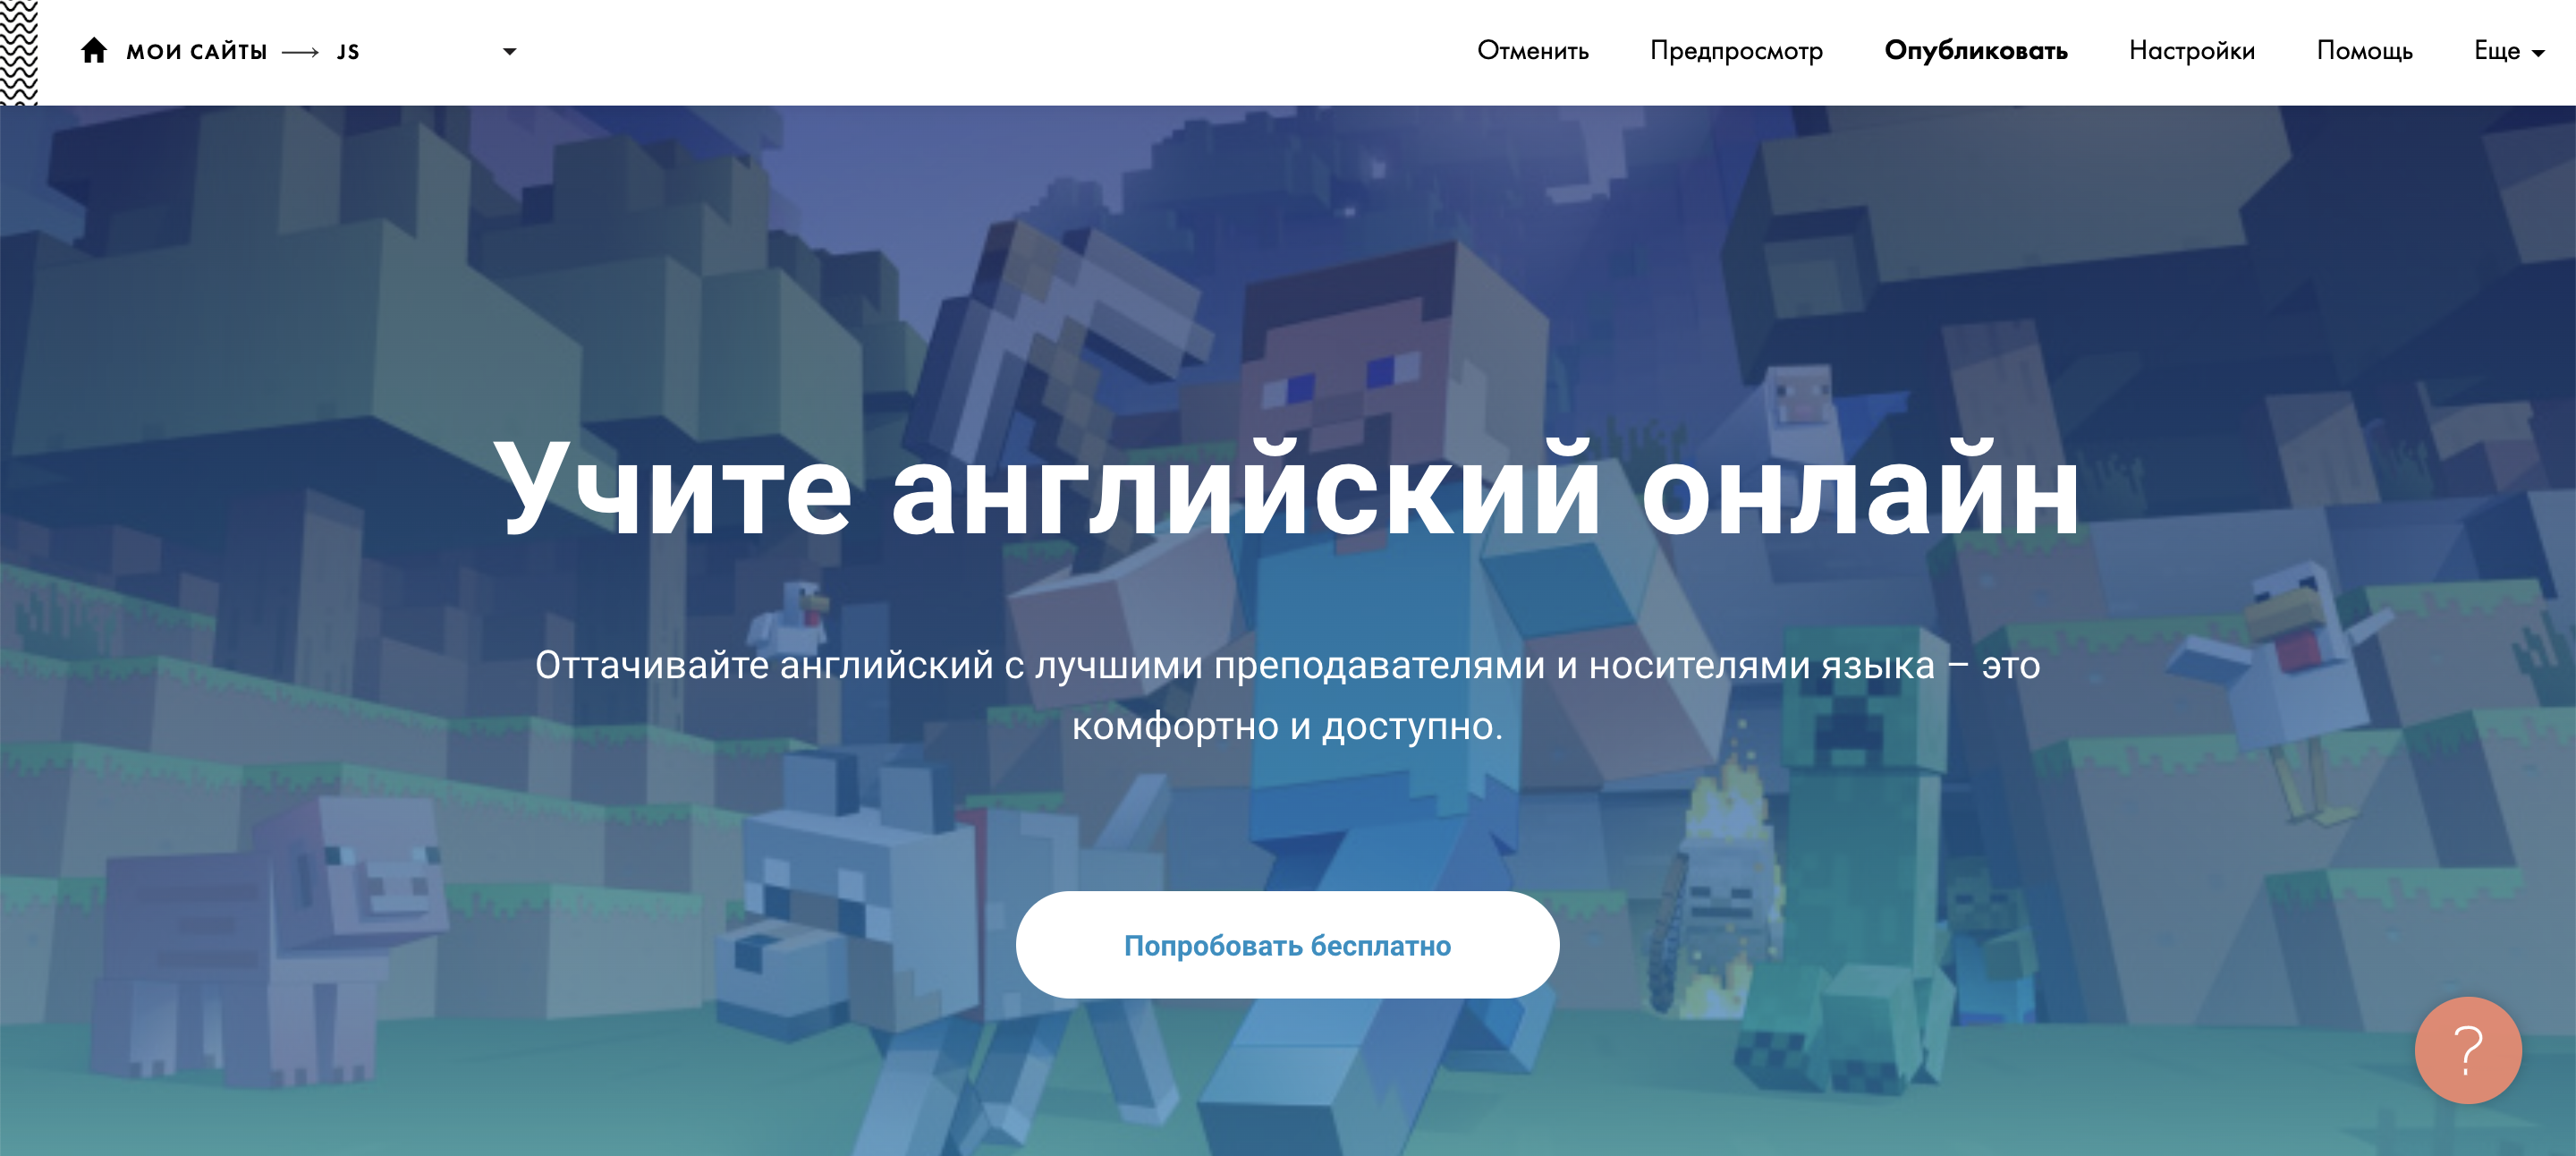 МОИ САЙТЫ → JS
Отменить Предпросмотр Опубликовать Настройки Помощь Еще
Учите английский онлайн
Оттачивайте английский с лучшими преподавателями и носителями языка – это
комфортно и доступно.
Попробовать бесплатно
?